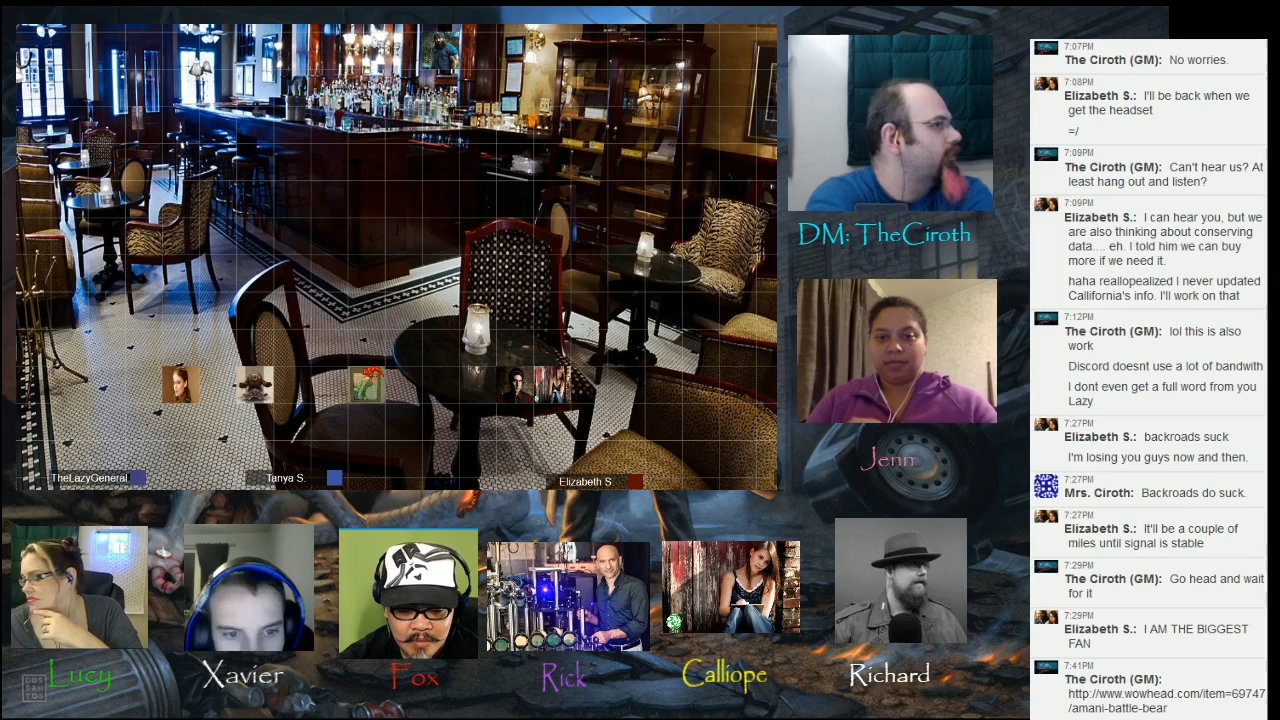 TheLazyGeneral
Tanya S.
Elizabeth S
DM: TheCiroth
Jenn
Lucy
Xavier
Fox
Rick
Calliope
Richard
DOS
SAN
TOS
7:07PM
The Ciroth (GM): No worries.
7:08PM
Elizabeth S.: I'll be back when we
get the headset
=/
7:09PM
The Ciroth (GM): Can't hear us? At
least hang out and listen?
7:09PM
Elizabeth S.: I can hear you, but we
are also thinking about conserving
data.... eh. I told him we can buy
more if we need it.
haha reallopealized I never updated
Callifornia's info. I'll work on that
7:12PM
The Ciroth (GM): lol this is also
work
Discord doesnt use a lot of bandwith
I dont even get a full word from you
Lazy
7:27PM
Elizabeth S.: backroads suck
I'm losing you guys now and then.
7:27PM
Mrs. Ciroth: Backroads do suck.
7:27PM
Elizabeth S.: It'll be a couple of
miles until signal is stable
7:29PM
The Ciroth (GM): Go head and wait
for it
7:29PM
Elizabeth S.: I AM THE BIGGEST
FAN
7:41PM
The Ciroth (GM):
http://www.wowhead.com/item=69747
/amani-battle-bear